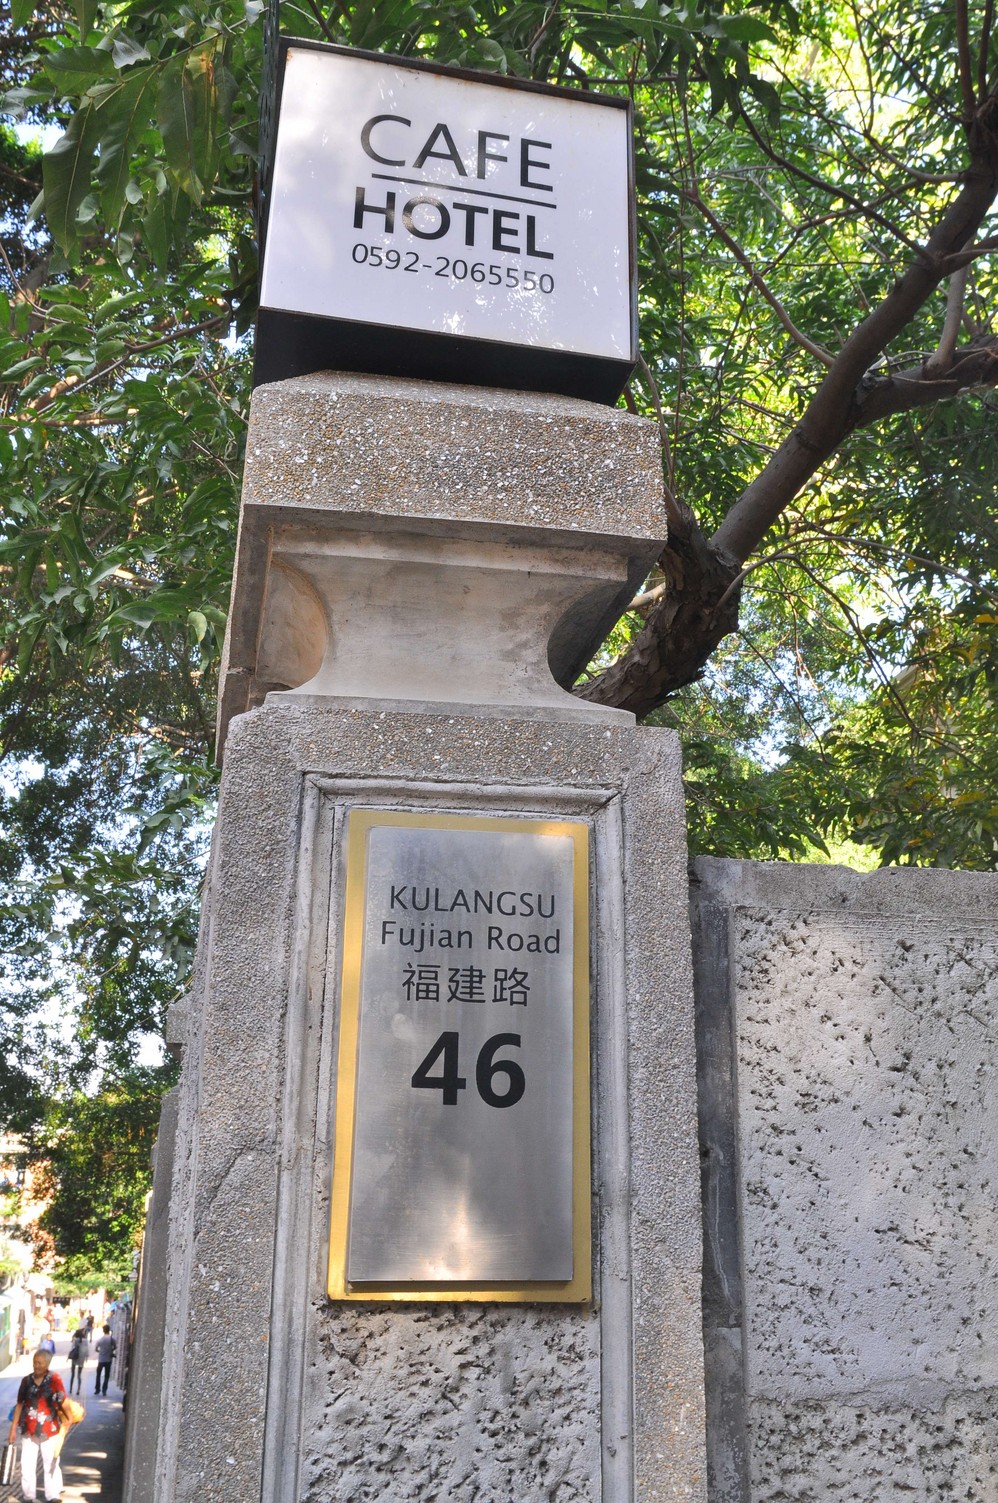 CAFE
HOTEL
0592-2065550
KULANGSU
Fujian Road
福建路
46